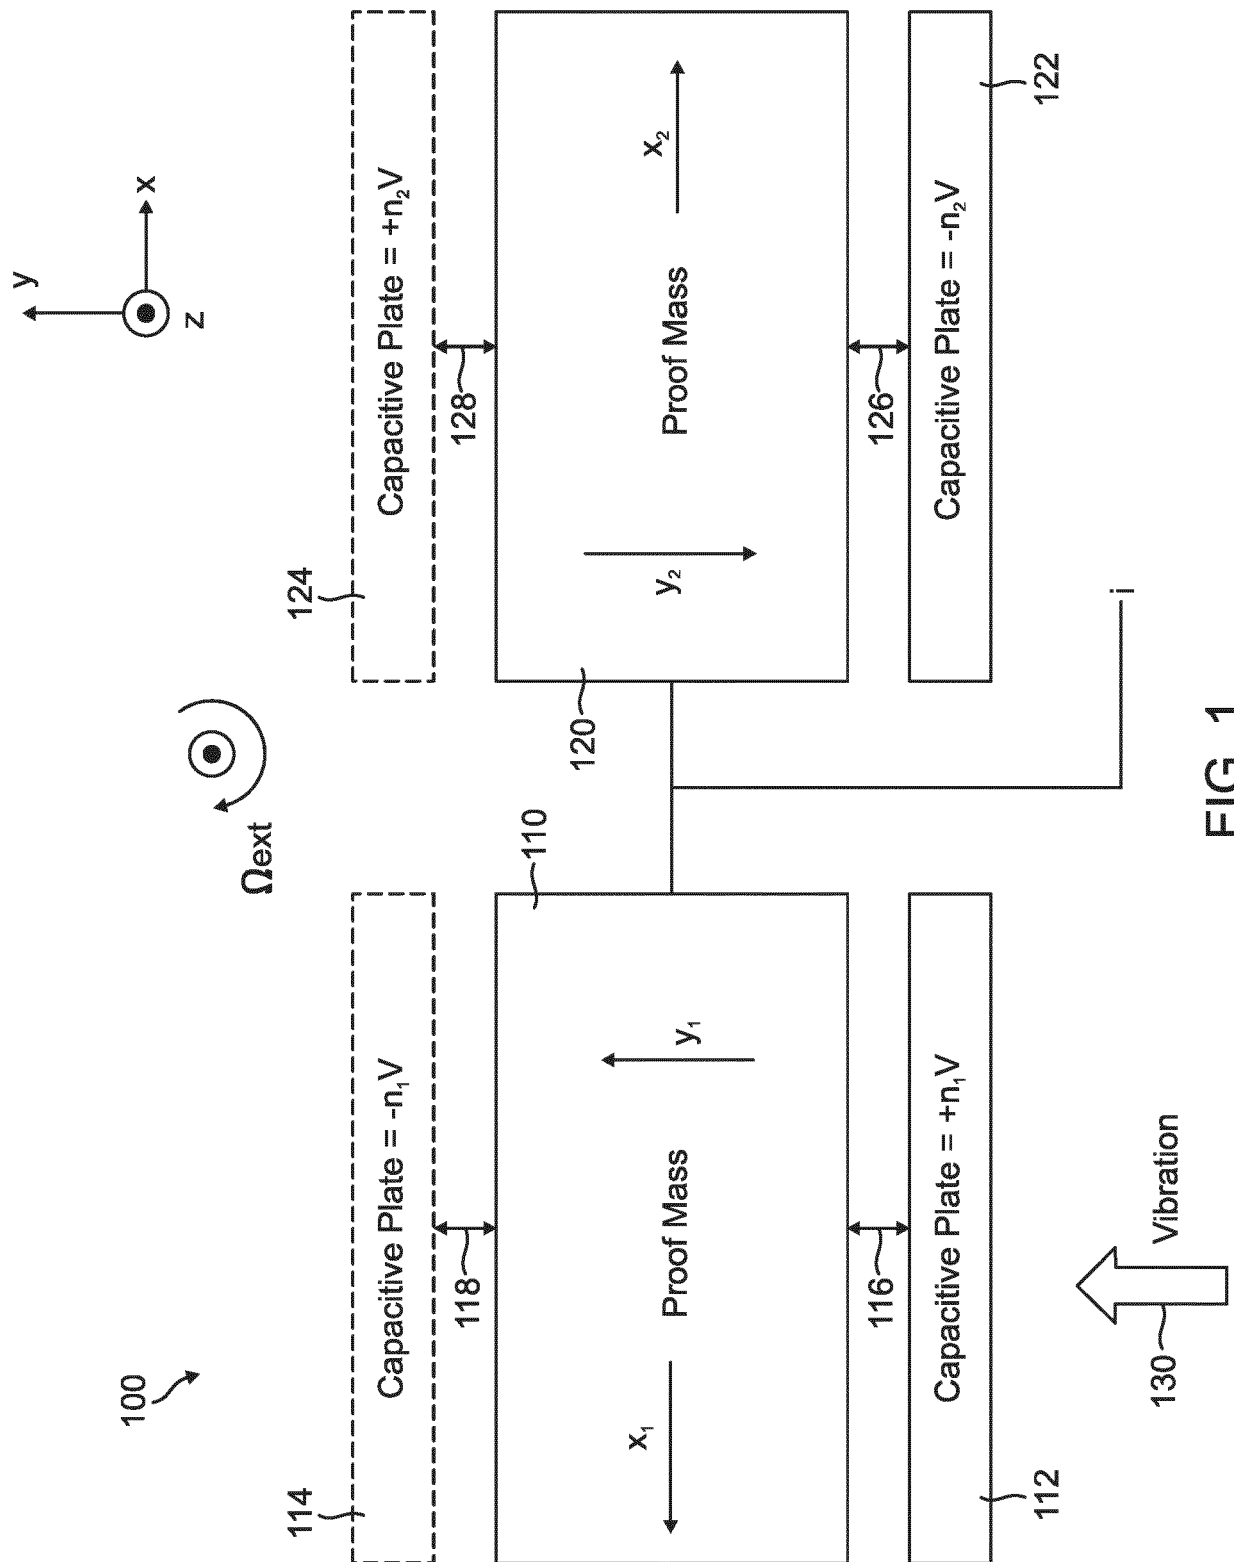 100
Ωext
y
x
z
114
Capacitive Plate = -n₁V
124
Capacitive Plate = +n₂V
118
128
110
120
x₁
Proof Mass
y₁
y₂
Proof Mass
x₂
116
126
112
Capacitive Plate = +n₁V
Capacitive Plate = -n₂V
122
130
Vibration
i
FIG. 1